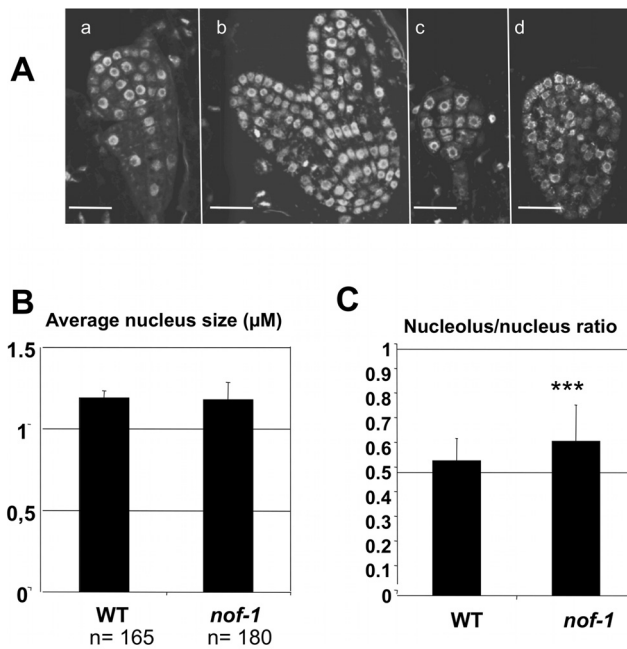 A
a
b
c
d
B
Average nucleus size (µM)
1.5
1
0,5
0
WT
nof-1
n= 165
n= 180
C
Nucleolus/nucleus ratio
1
0.9
0.8
0.7
0.6
0.5
0.4
0.3
0.2
0.1
0
***
WT
nof-1